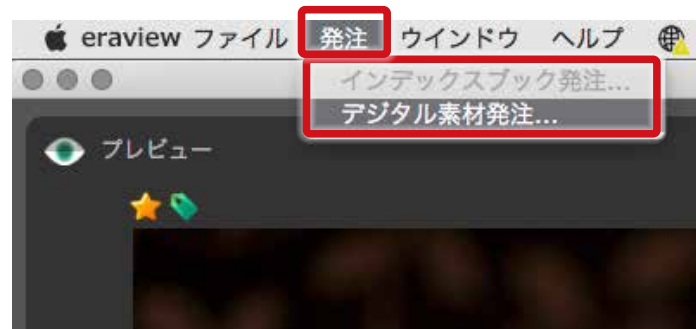 eraview ファイル 発注 ウインドウ ヘルプ
インデックスブック発注...
デジタル素材発注...
プレビュー